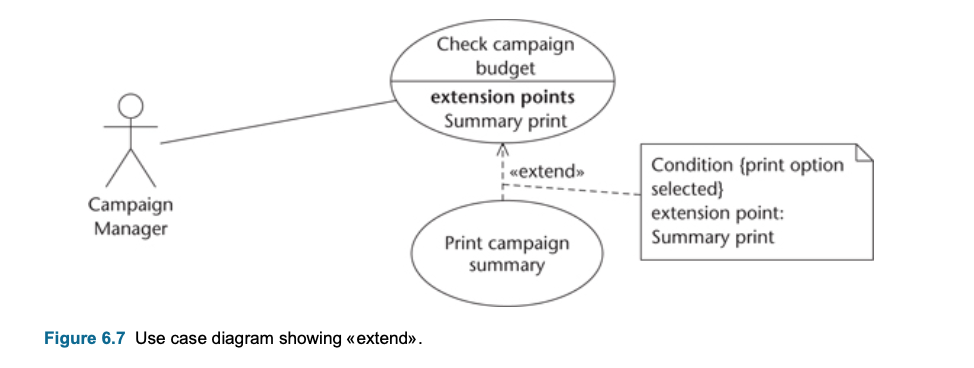 Check campaign
budget
extension points
Summary print
«extend»
Condition {print option
selected}
extension point:
Summary print
Campaign
Manager
Print campaign
summary
Figure 6.7 Use case diagram showing «extend».